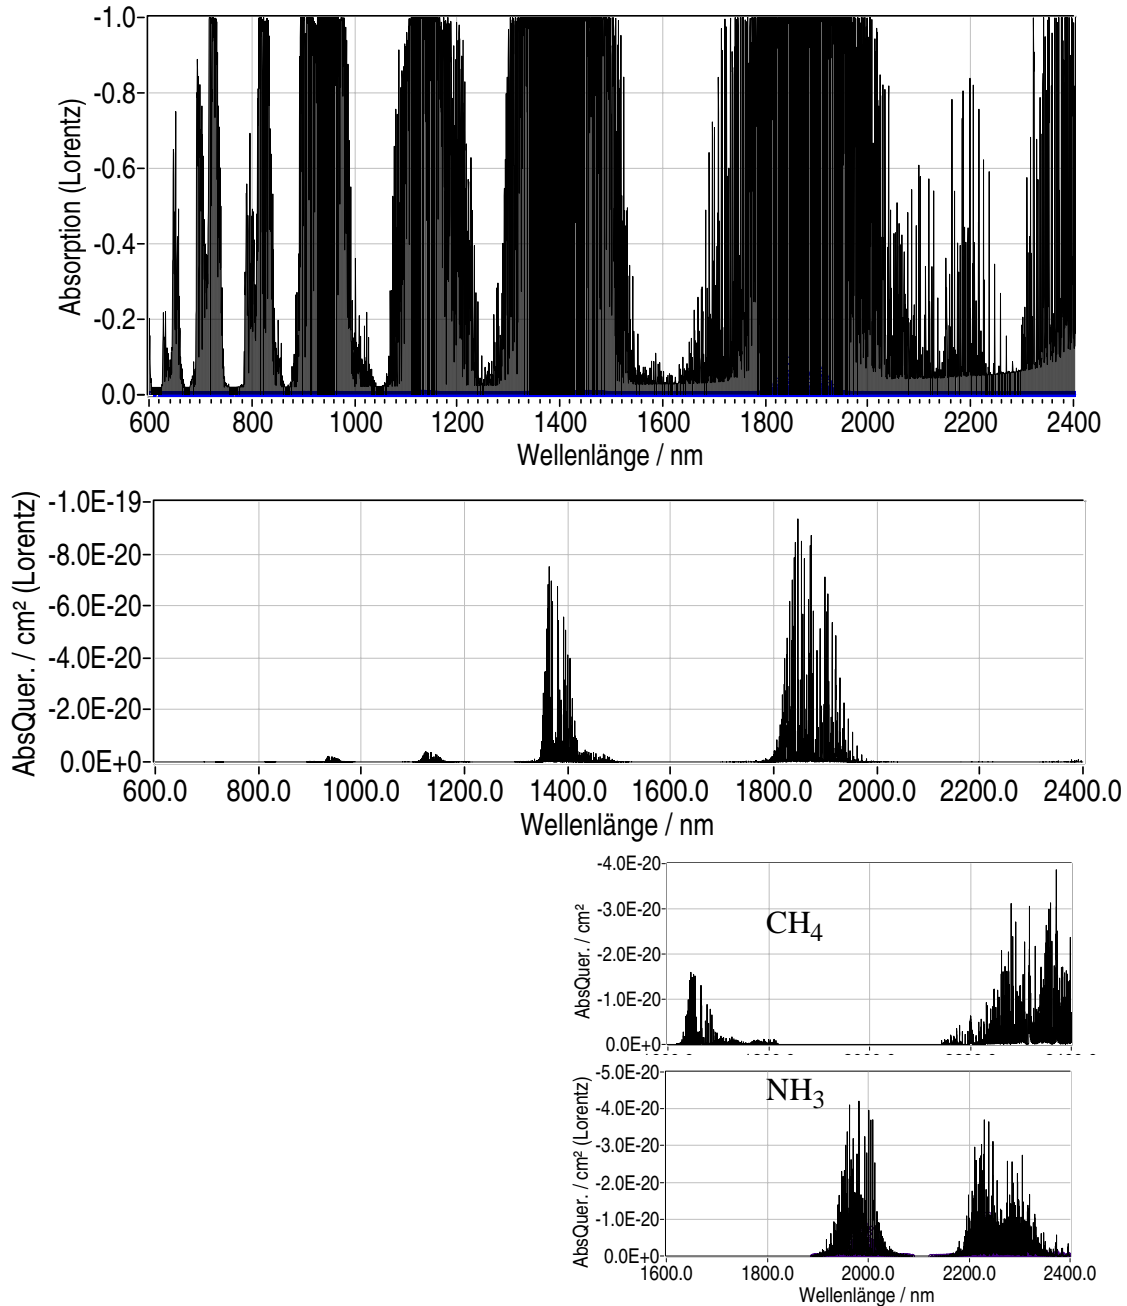 -1.0
-0.8
-0.6
-0.4
-0.2
0.0
Absorption (Lorentz)
600 800 1000 1200 1400 1600 1800 2000 2200 2400
Wellenlänge / nm
-1.0E-19
-8.0E-20
-6.0E-20
-4.0E-20
-2.0E-20
0.0E+0
AbsQuer. / cm² (Lorentz)
600.0 800.0 1000.0 1200.0 1400.0 1600.0 1800.0 2000.0 2200.0 2400.0
Wellenlänge / nm
-4.0E-20
-3.0E-20
-2.0E-20
-1.0E-20
0.0E+0
AbsQuer. / cm²
CH₄
-5.0E-20
-4.0E-20
-3.0E-20
-2.0E-20
-1.0E-20
0.0E+0
AbsQuer. / cm² (Lorentz)
NH₃
1600.0 1800.0 2000.0 2200.0 2400.0
Wellenlänge / nm